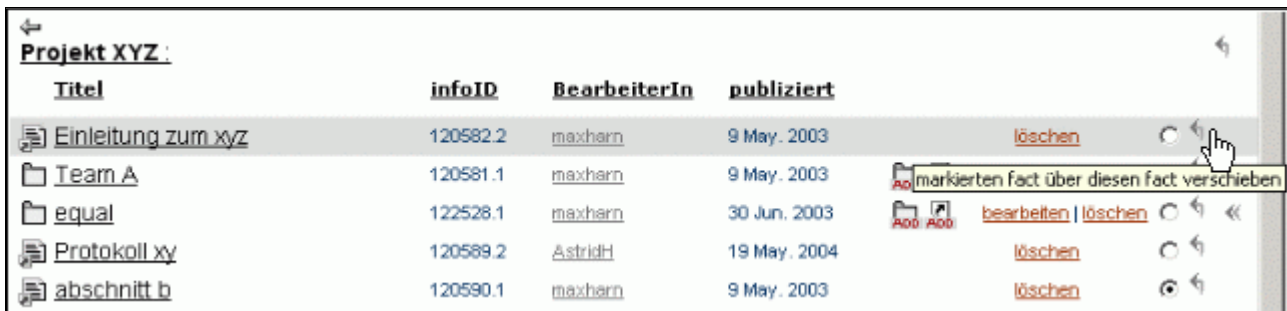 Projekt XYZ :
Titel infoID BearbeiterIn publiziert
Einleitung zum xyz 120582.2 maxharn 9 May. 2003 löschen
Team A 120581.1 maxharn 9 May. 2003 markierten fact über diesen fact verschieben
equal 122528.1 maxharn 30 Jun. 2003 ADD ADD bearbeiten | löschen
Protokoll xy 120589.2 AstridH 19 May. 2004 löschen
abschnitt b 120590.1 maxharn 9 May. 2003 löschen